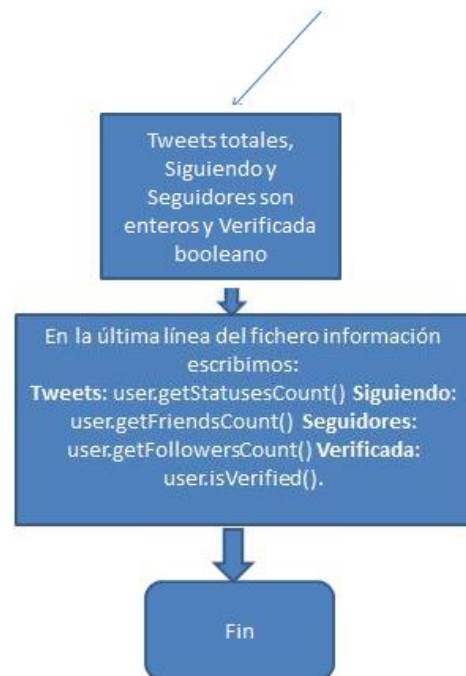 Tweets totales,
Siguiendo y
Seguidores son
enteros y Verificada
booleano
En la última línea del fichero información
escribimos:
Tweets: user.getStatusesCount() Siguiendo:
user.getFriendsCount() Seguidores:
user.getFollowersCount() Verificada:
user.isVerified().
Fin